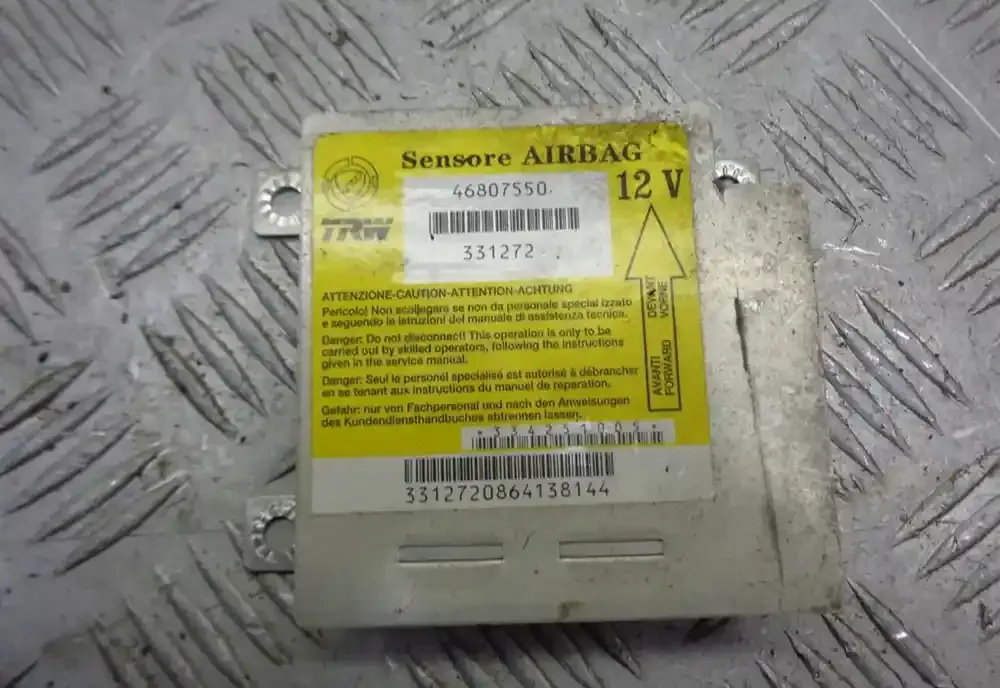 Sensore AIRBAG
12 V
46807550
TRW
331272
ATTENZIONE-CAUTION-ATTENTION-ACHTUNG
Pericolo! Non scollegare se non da personale specializzato
e seguendo le istruzioni del manuale di assistenza tecnica.
Danger: Do not disconnect! This operation is only to be
carried out by skilled operators, following the instructions
given in the service manual.
Danger: Seul le personel spécialisé est autorisé à débrancher
en se tenant aux instructions du manuel de reparation.
Gefahr: nur von Fachpersonal und nach den Anweisungen
des Kundendiensthandbuches abtrennen lassen.
DEVANT
VORNE
AVANTI
FORWARD
3312720864138144